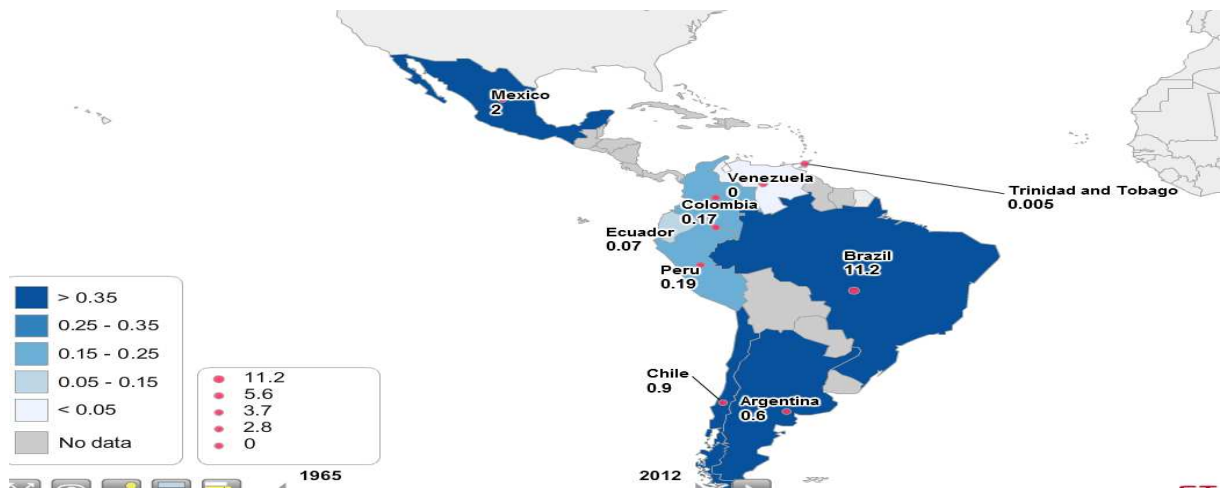 Mexico
2
Venezuela
0
Trinidad and Tobago
0.005
Colombia
0.17
Ecuador
0.07
Brazil
11.2
Peru
0.19
Chile
0.9
Argentina
0.6
> 0.35
0.25 - 0.35
0.15 - 0.25
0.05 - 0.15
< 0.05
No data
11.2
5.6
3.7
2.8
0
1965
2012